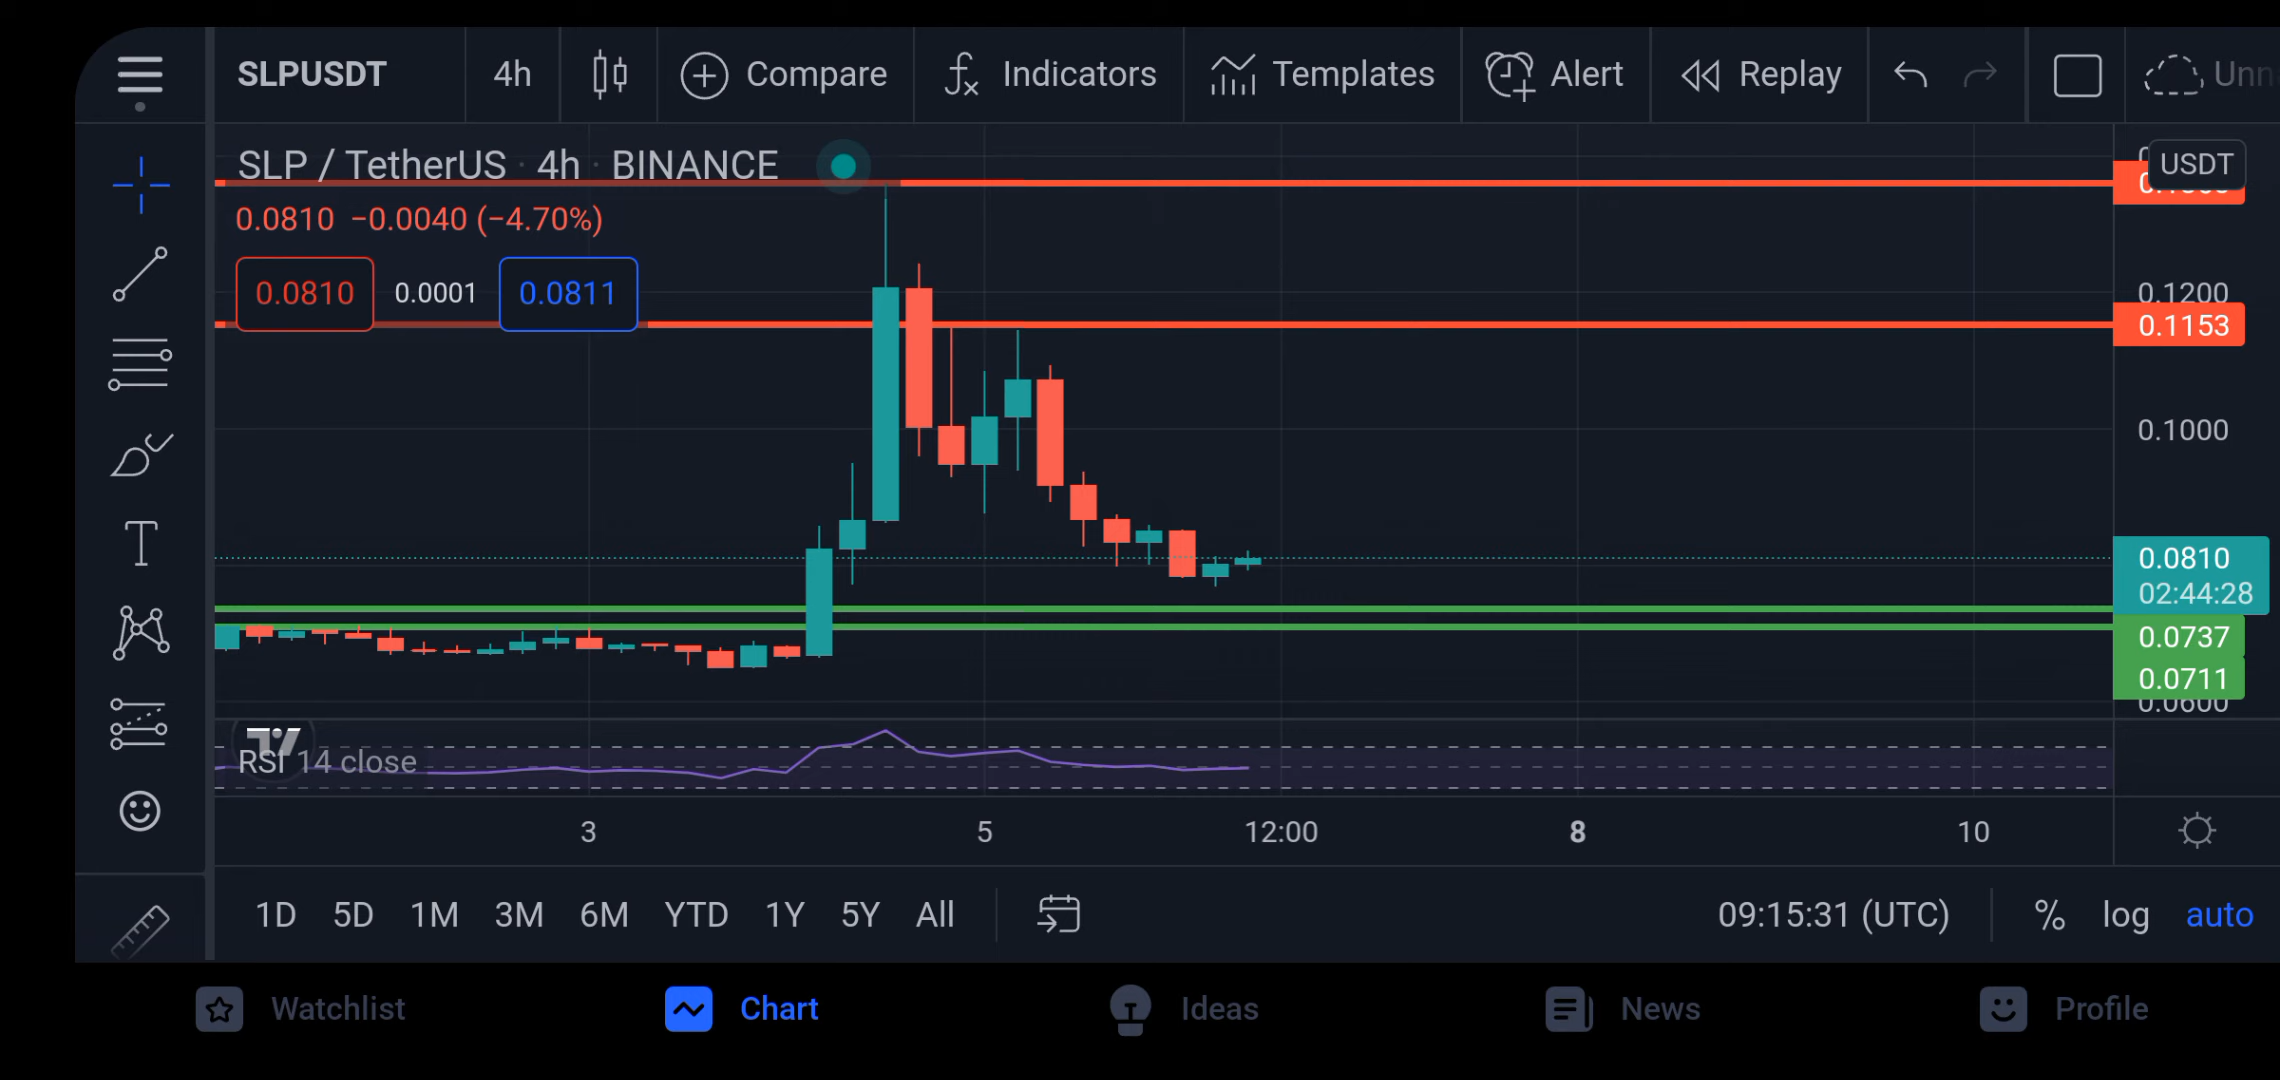 SLPUSDT 4h Compare Indicators Templates Alert Replay
SLP / TetherUS · 4h · BINANCE
USDT
0.0810 −0.0040 (−4.70%)
0.0810 0.0001 0.0811
0.1200
0.1153
0.1000
0.0810
02:44:28
0.0737
0.0711
0.0600
RSI 14 close
3 5 12:00 8 10
1D 5D 1M 3M 6M YTD 1Y 5Y All 09:15:31 (UTC) % log auto
Watchlist Chart Ideas News Profile